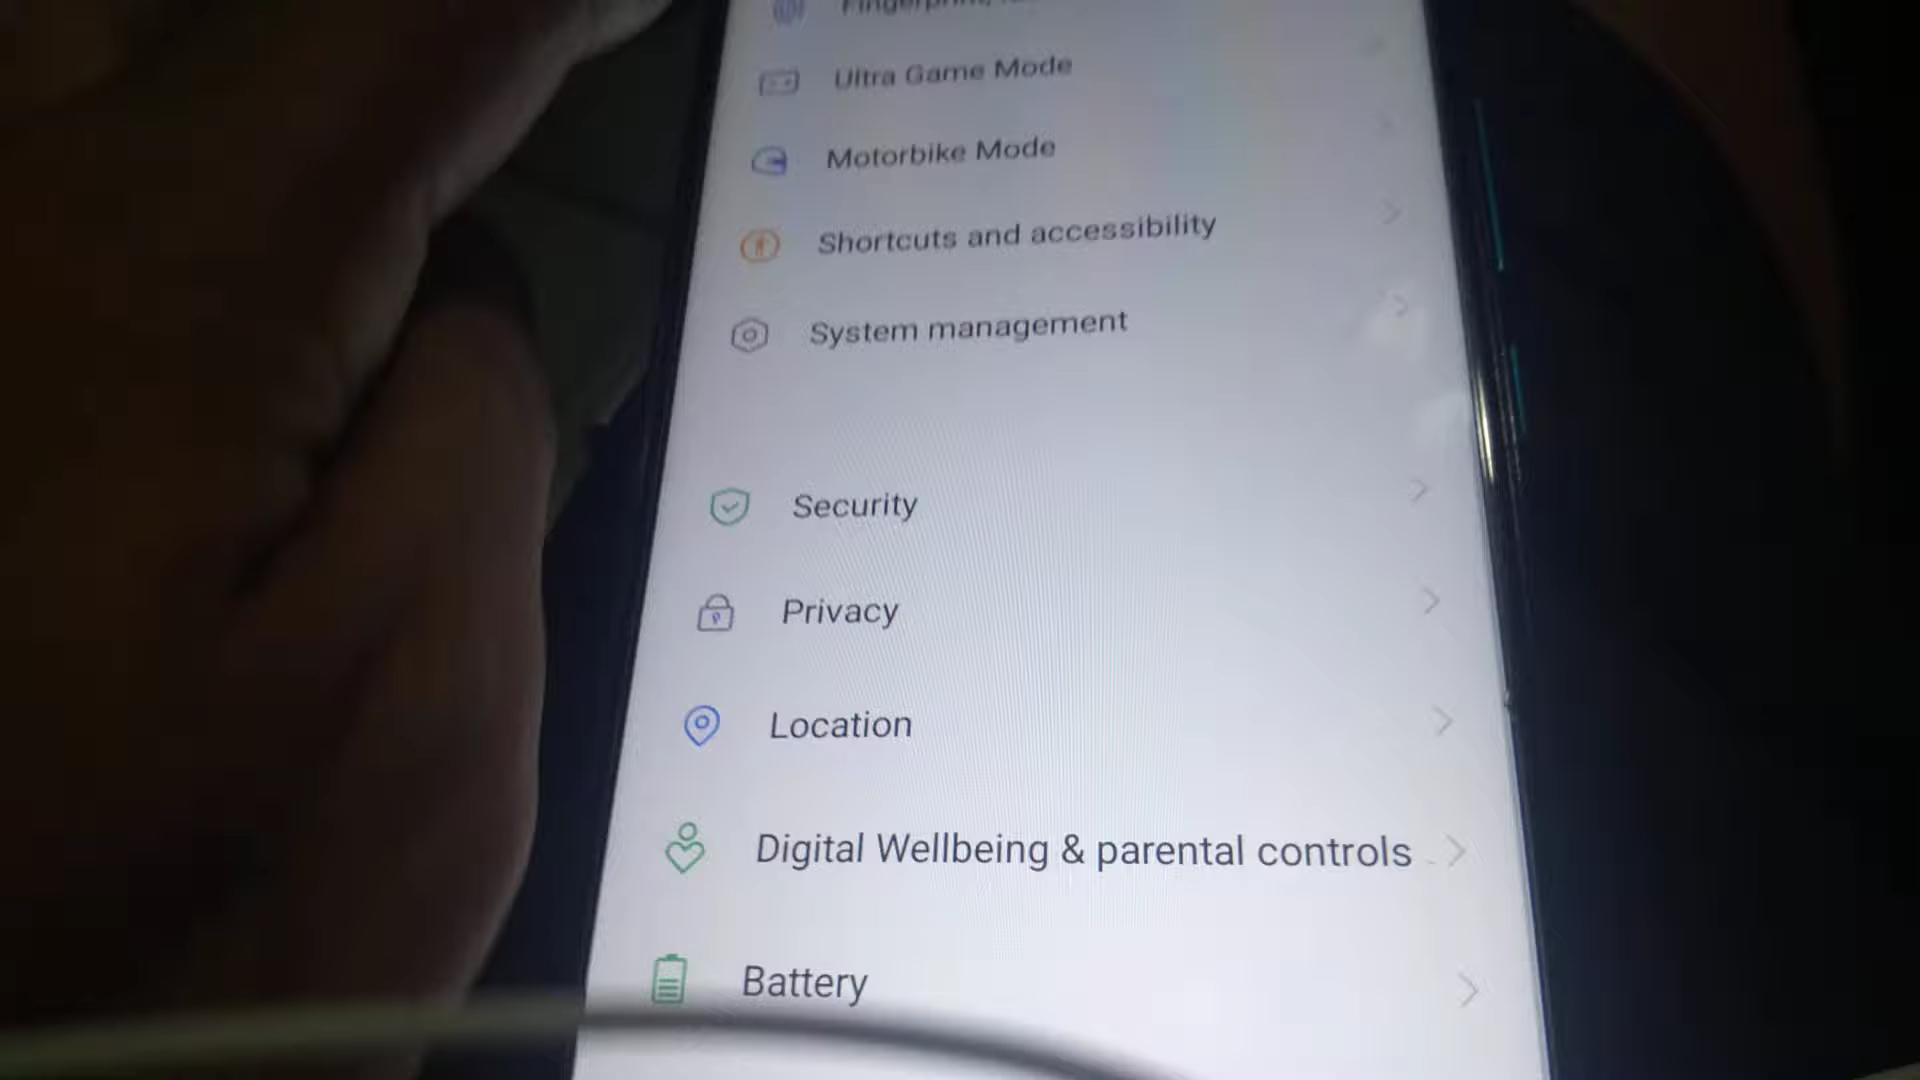 Ultra Game Mode
Motorbike Mode
Shortcuts and accessibility
System management
Security
Privacy
Location
Digital Wellbeing & parental controls
Battery